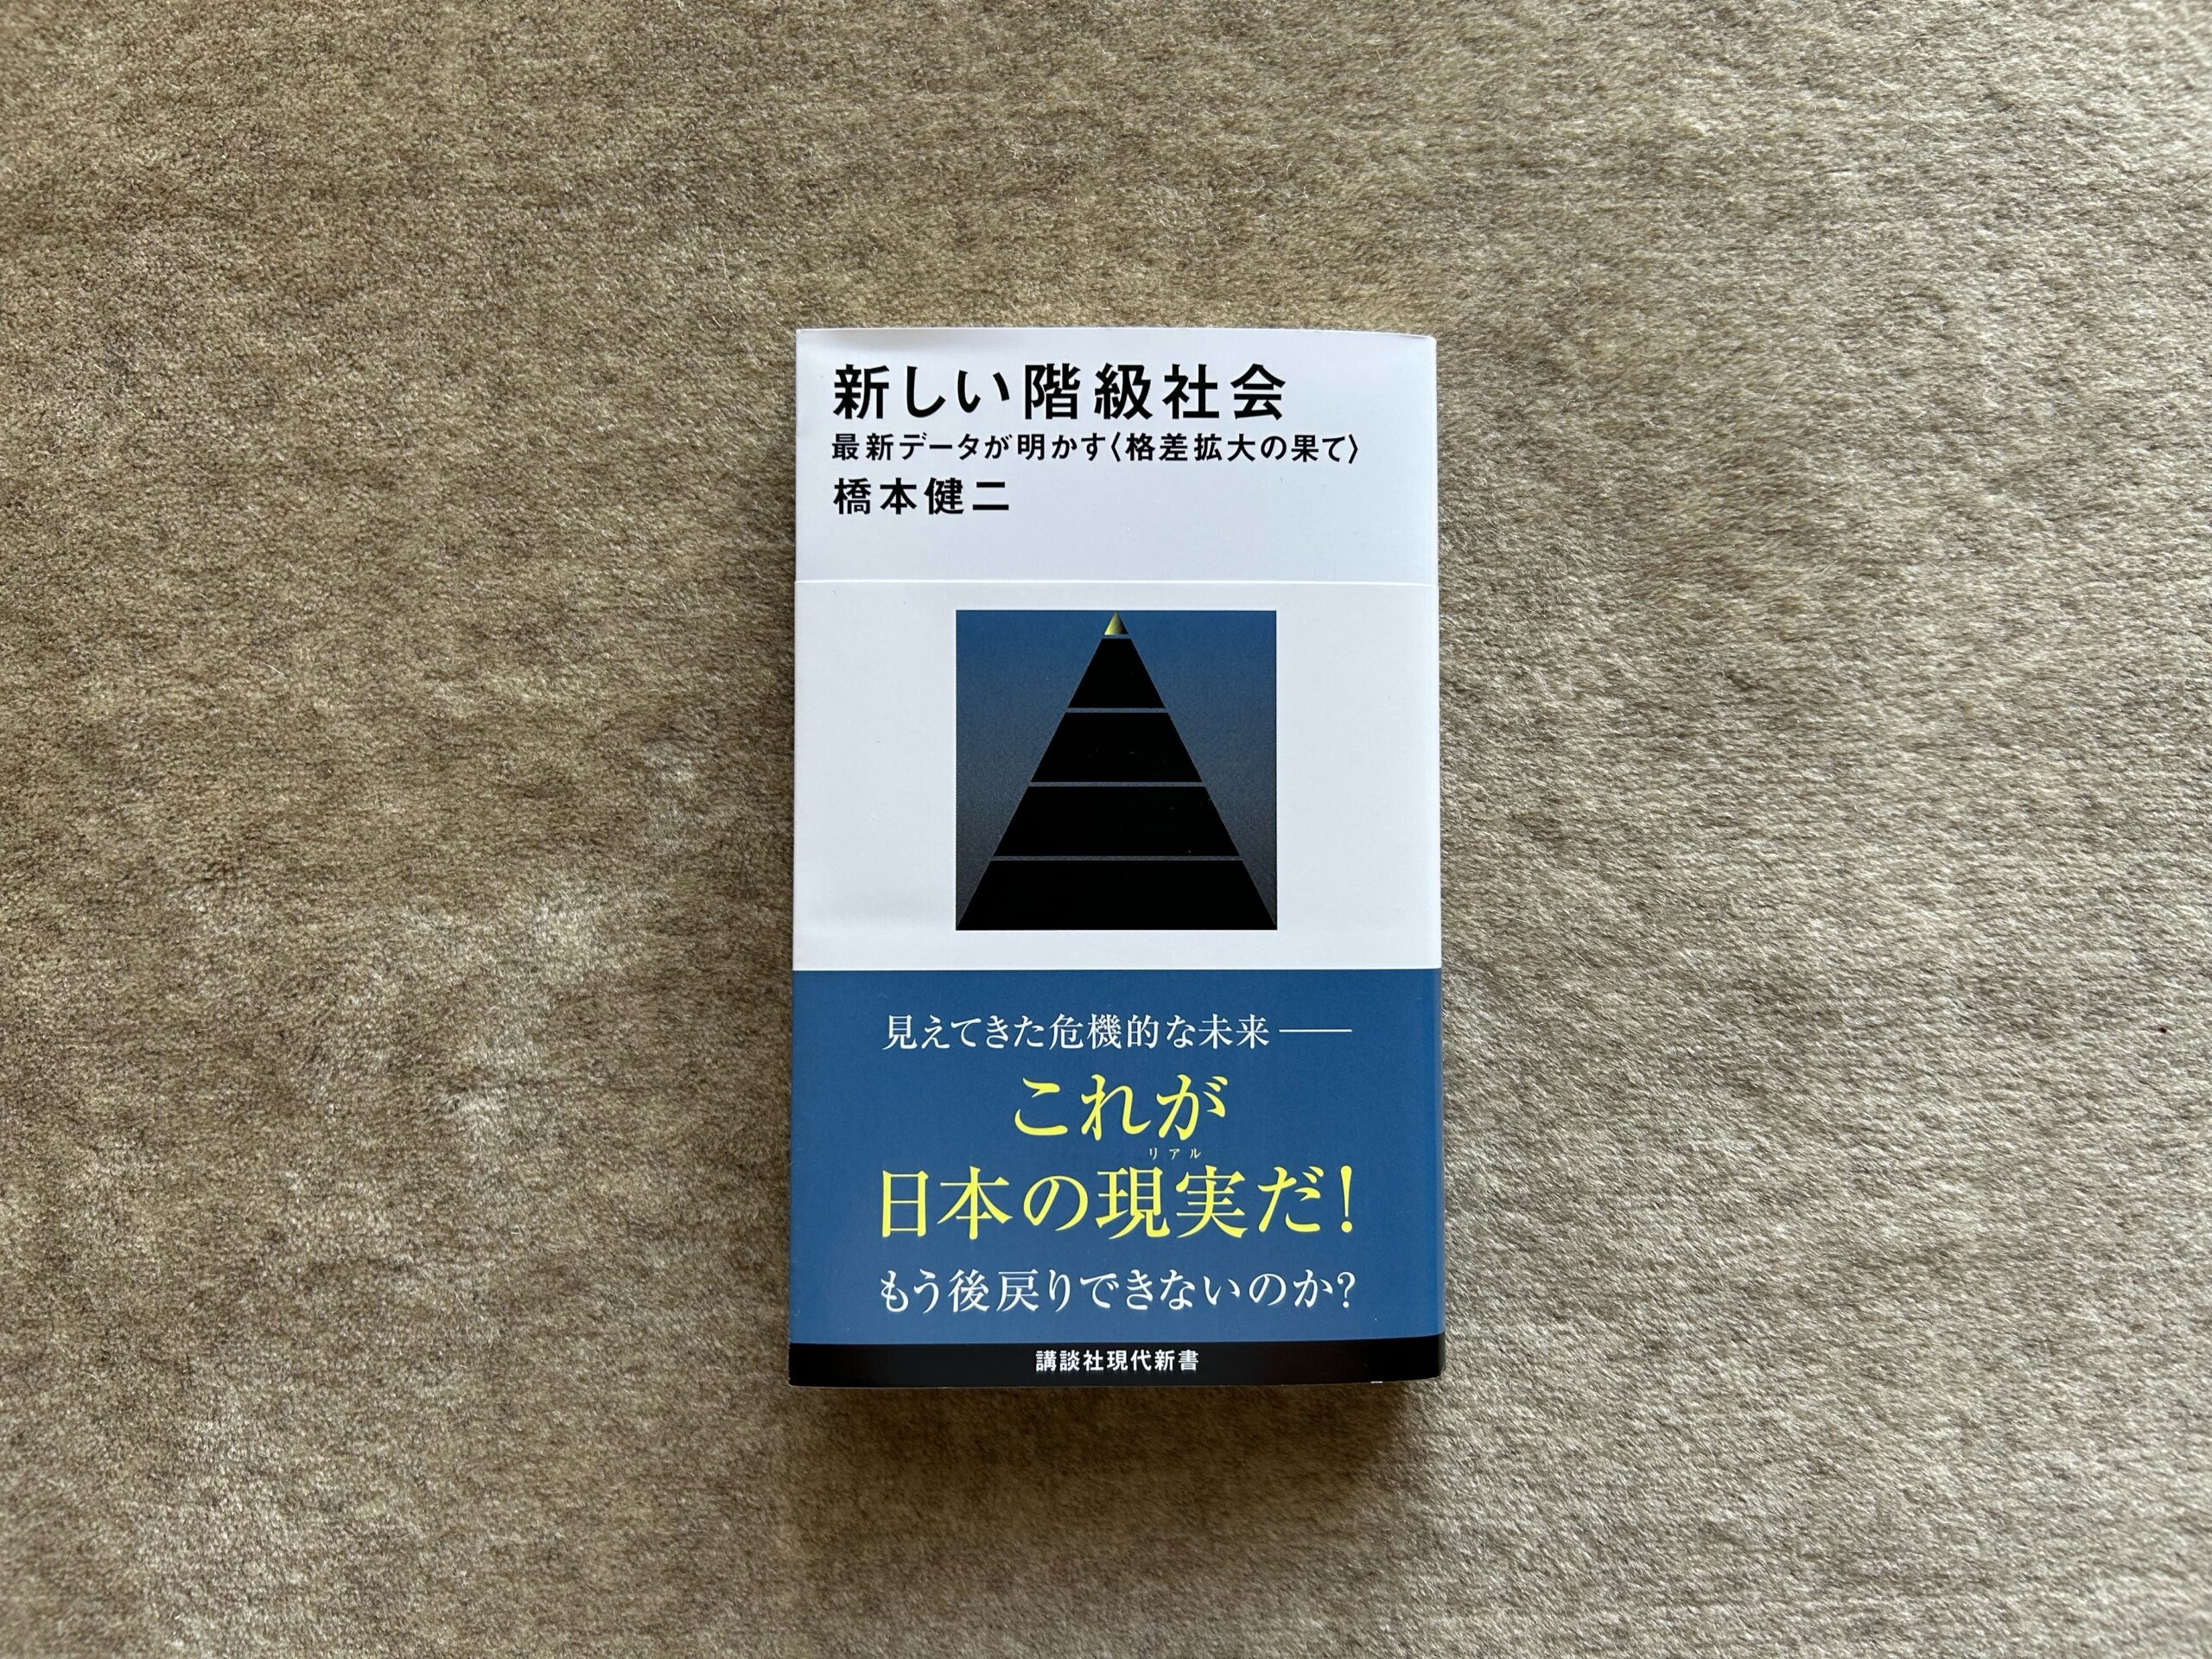 新しい階級社会
最新データが明かす〈格差拡大の果て〉
橋本健二
見えてきた危機的な未来――
これが
リアル
日本の現実だ!
もう後戻りできないのか?
講談社現代新書